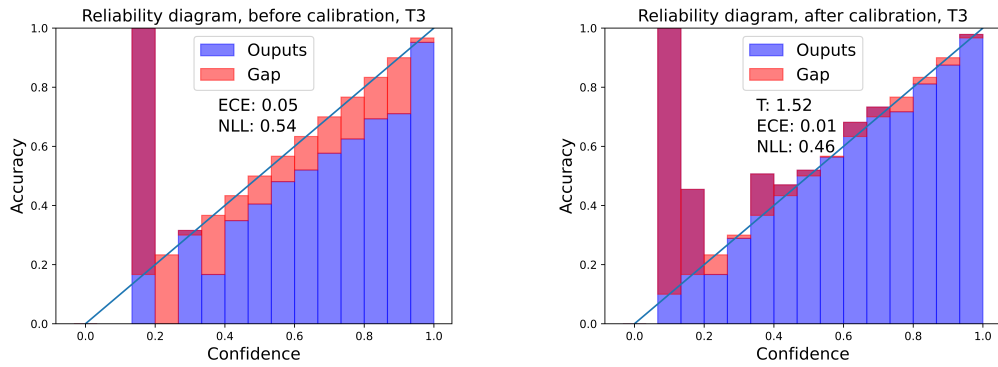 Reliability diagram, before calibration, T3
1.0
0.8
0.6
0.4
0.2
0.0
Accuracy
Ouputs
Gap
ECE: 0.05
NLL: 0.54
0.0 0.2 0.4 0.6 0.8 1.0
Confidence
Reliability diagram, after calibration, T3
1.0
0.8
0.6
0.4
0.2
0.0
Accuracy
Ouputs
Gap
T: 1.52
ECE: 0.01
NLL: 0.46
0.0 0.2 0.4 0.6 0.8 1.0
Confidence